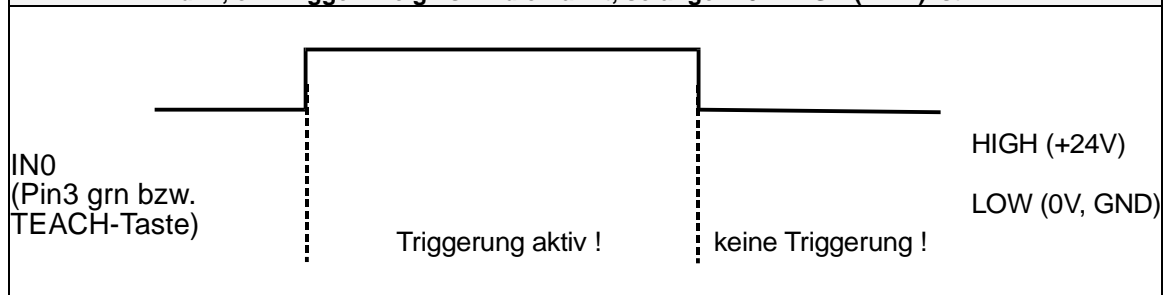 IN0
(Pin3 grn bzw.
TEACH-Taste)
HIGH (+24V)
LOW (0V, GND)
Triggerung aktiv !
keine Triggerung !